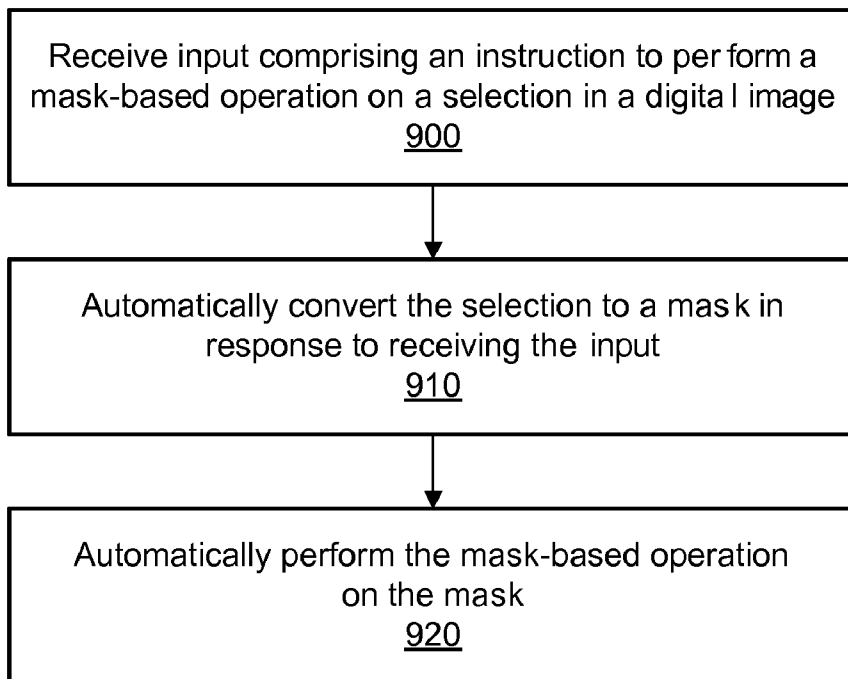 Receive input comprising an instruction to perform a
mask-based operation on a selection in a digital image
900
Automatically convert the selection to a mask in
response to receiving the input
910
Automatically perform the mask-based operation
on the mask
920